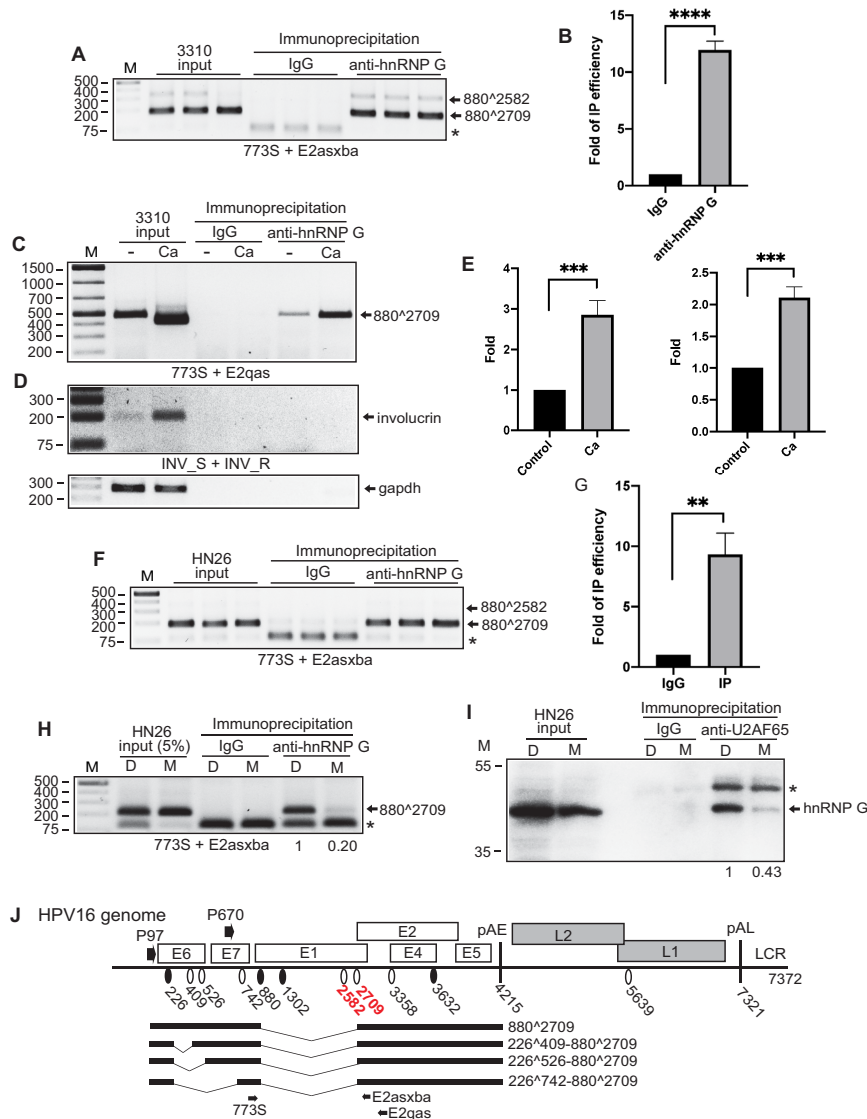 A
3310
input
Immunoprecipitation
IgG
anti-hnRNP G
M
500
400
300
200
75
880^2582
880^2709
*
773S + E2asxba
B
****
Fold of IP efficiency
15
10
5
0
IgG
anti-hnRNP G
C
3310
input
Immunoprecipitation
IgG
anti-hnRNP G
M
- Ca - Ca - Ca
1500
1000
700
500
400
300
200
880^2709
773S + E2qas
D
300
200
75
involucrin
INV_S + INV_R
300
200
gapdh
E
***
Fold
4
3
2
1
0
Control
Ca
***
Fold
2.5
2.0
1.5
1.0
0.5
0.0
Control
Ca
F
HN26
input
Immunoprecipitation
IgG
anti-hnRNP G
M
500
400
300
200
75
880^2582
880^2709
*
773S + E2asxba
G
**
Fold of IP efficiency
15
10
5
0
IgG
IP
H
HN26
input (5%)
Immunoprecipitation
IgG
anti-hnRNP G
M D M D M D M
500
400
300
200
75
880^2709
*
773S + E2asxba 1 0.20
I
HN26
input
Immunoprecipitation
IgG
anti-U2AF65
M D M D M D M
55
35
*
hnRNP G
1 0.43
J HPV16 genome
P97
P670
E6
E7
E1
E2
E4
E5
pAE
L2
L1
pAL
LCR
7372
226
409
526
742
880
1302
2582
2709
3358
3632
4215
5639
7321
880^2709
226^409-880^2709
226^526-880^2709
226^742-880^2709
773S
E2asxba
E2qas